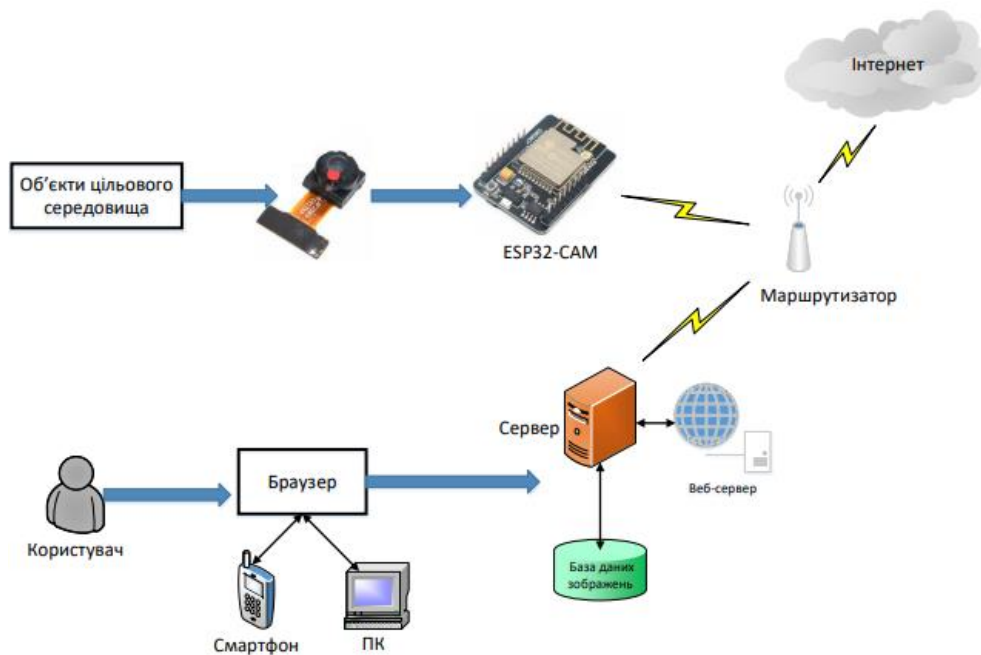 Інтернет
Об’єкти цільового
середовища
ESP32-CAM
Маршрутизатор
Сервер
Веб-сервер
Браузер
Користувач
База даних
зображень
Смартфон
ПК